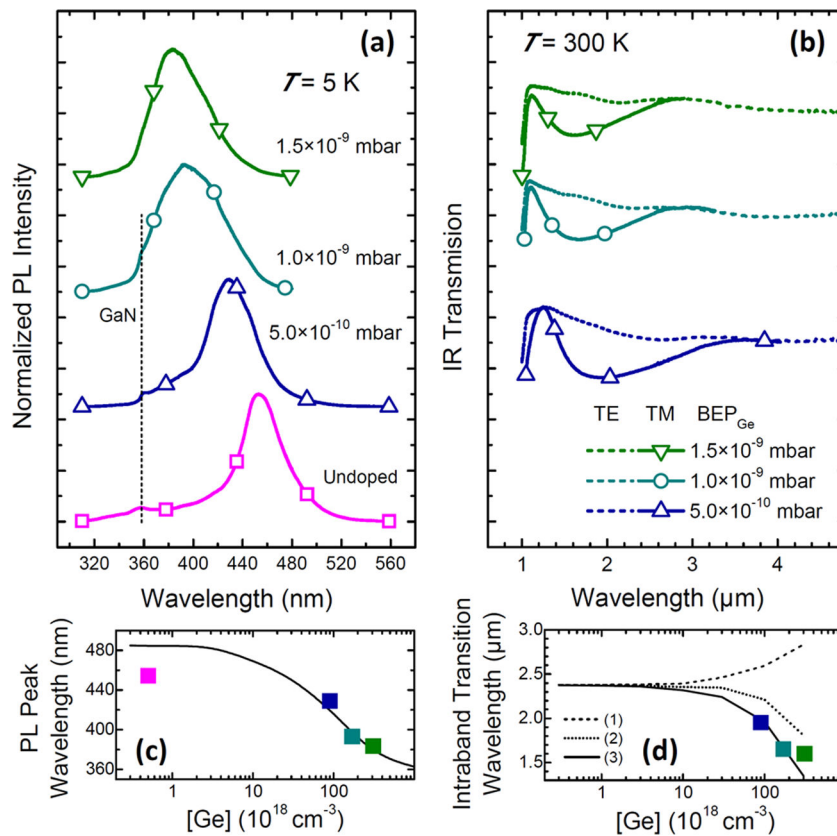 (a)
T = 5 K
1.5×10⁻⁹ mbar
1.0×10⁻⁹ mbar
GaN
5.0×10⁻¹⁰ mbar
Undoped
Normalized PL Intensity
320 360 400 440 480 520 560
Wavelength (nm)
(b)
T = 300 K
IR Transmision
TE TM BEP_Ge
1.5×10⁻⁹ mbar
1.0×10⁻⁹ mbar
5.0×10⁻¹⁰ mbar
1 2 3 4
Wavelength (µm)
PL Peak
Wavelength (nm)
480
440
400
360
(c)
1 10 100
[Ge] (10¹⁸ cm⁻³)
Intraband Transition
Wavelength (µm)
3.0
2.5
2.0
1.5
(1)
(2)
(3)
(d)
1 10 100
[Ge] (10¹⁸ cm⁻³)